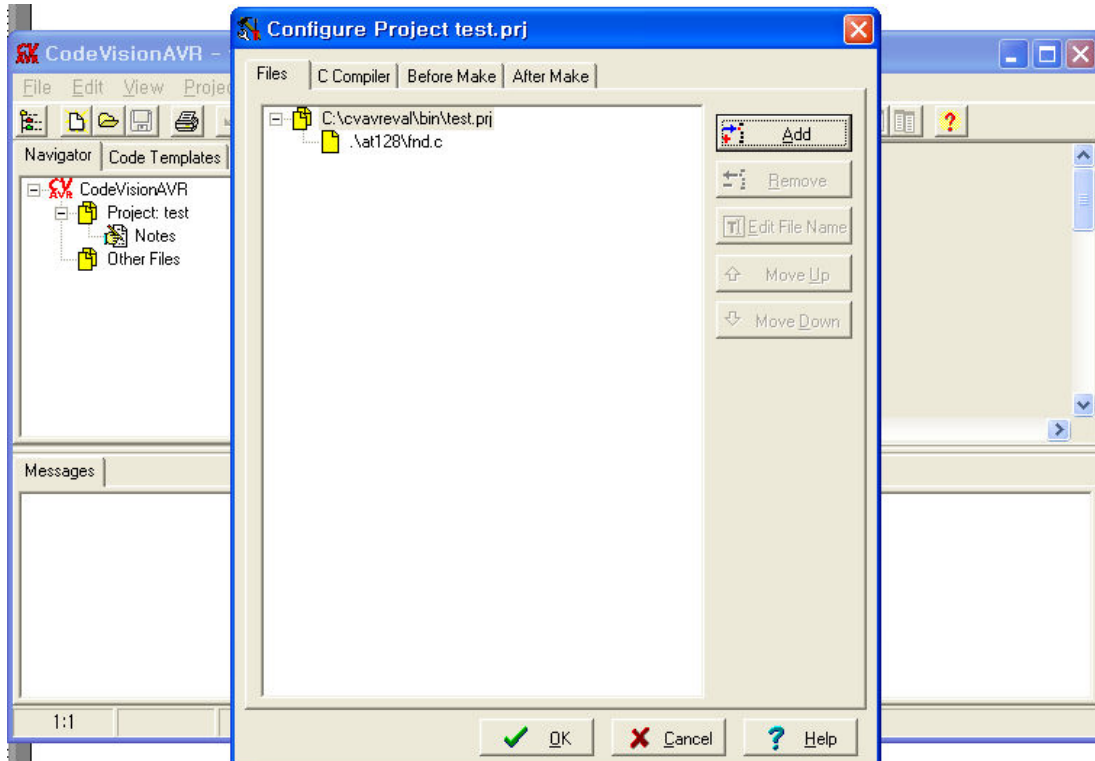 Configure Project test.prj
CodeVisionAVR -
File Edit View Projec
Files C Compiler Before Make After Make
Navigator Code Templates
C:\cvavreval\bin\test.prj
.\at128\fnd.c
Add
Remove
Edit File Name
Move Up
Move Down
CodeVisionAVR
Project: test
Notes
Other Files
Messages
1:1
OK Cancel Help